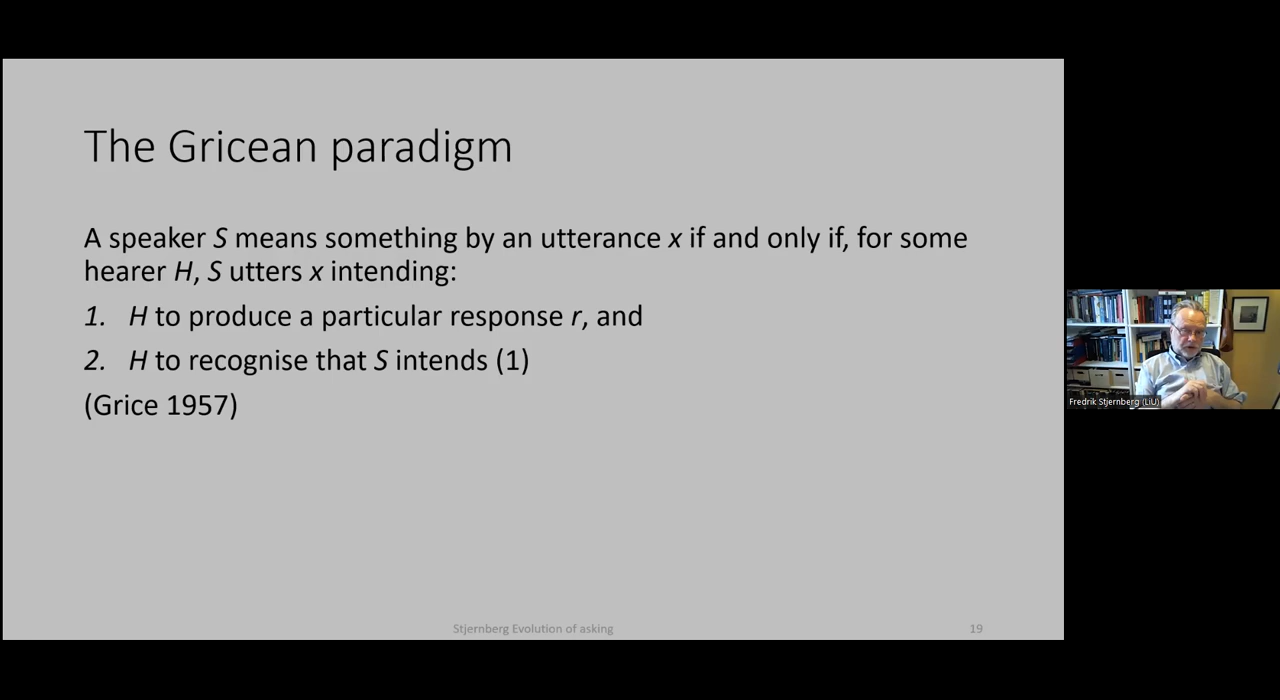 The Gricean paradigm
A speaker S means something by an utterance x if and only if, for some
hearer H, S utters x intending:
1. H to produce a particular response r, and
2. H to recognise that S intends (1)
(Grice 1957)
Fredrik Stjernberg (LiU)
Stjernberg Evolution of asking
19